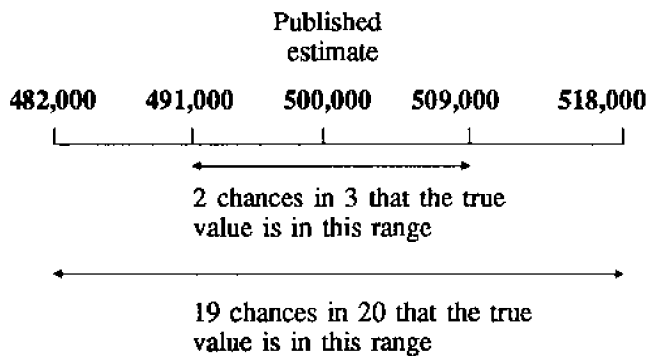 Published
estimate
482,000 491,000 500,000 509,000 518,000
2 chances in 3 that the true
value is in this range
19 chances in 20 that the true
value is in this range